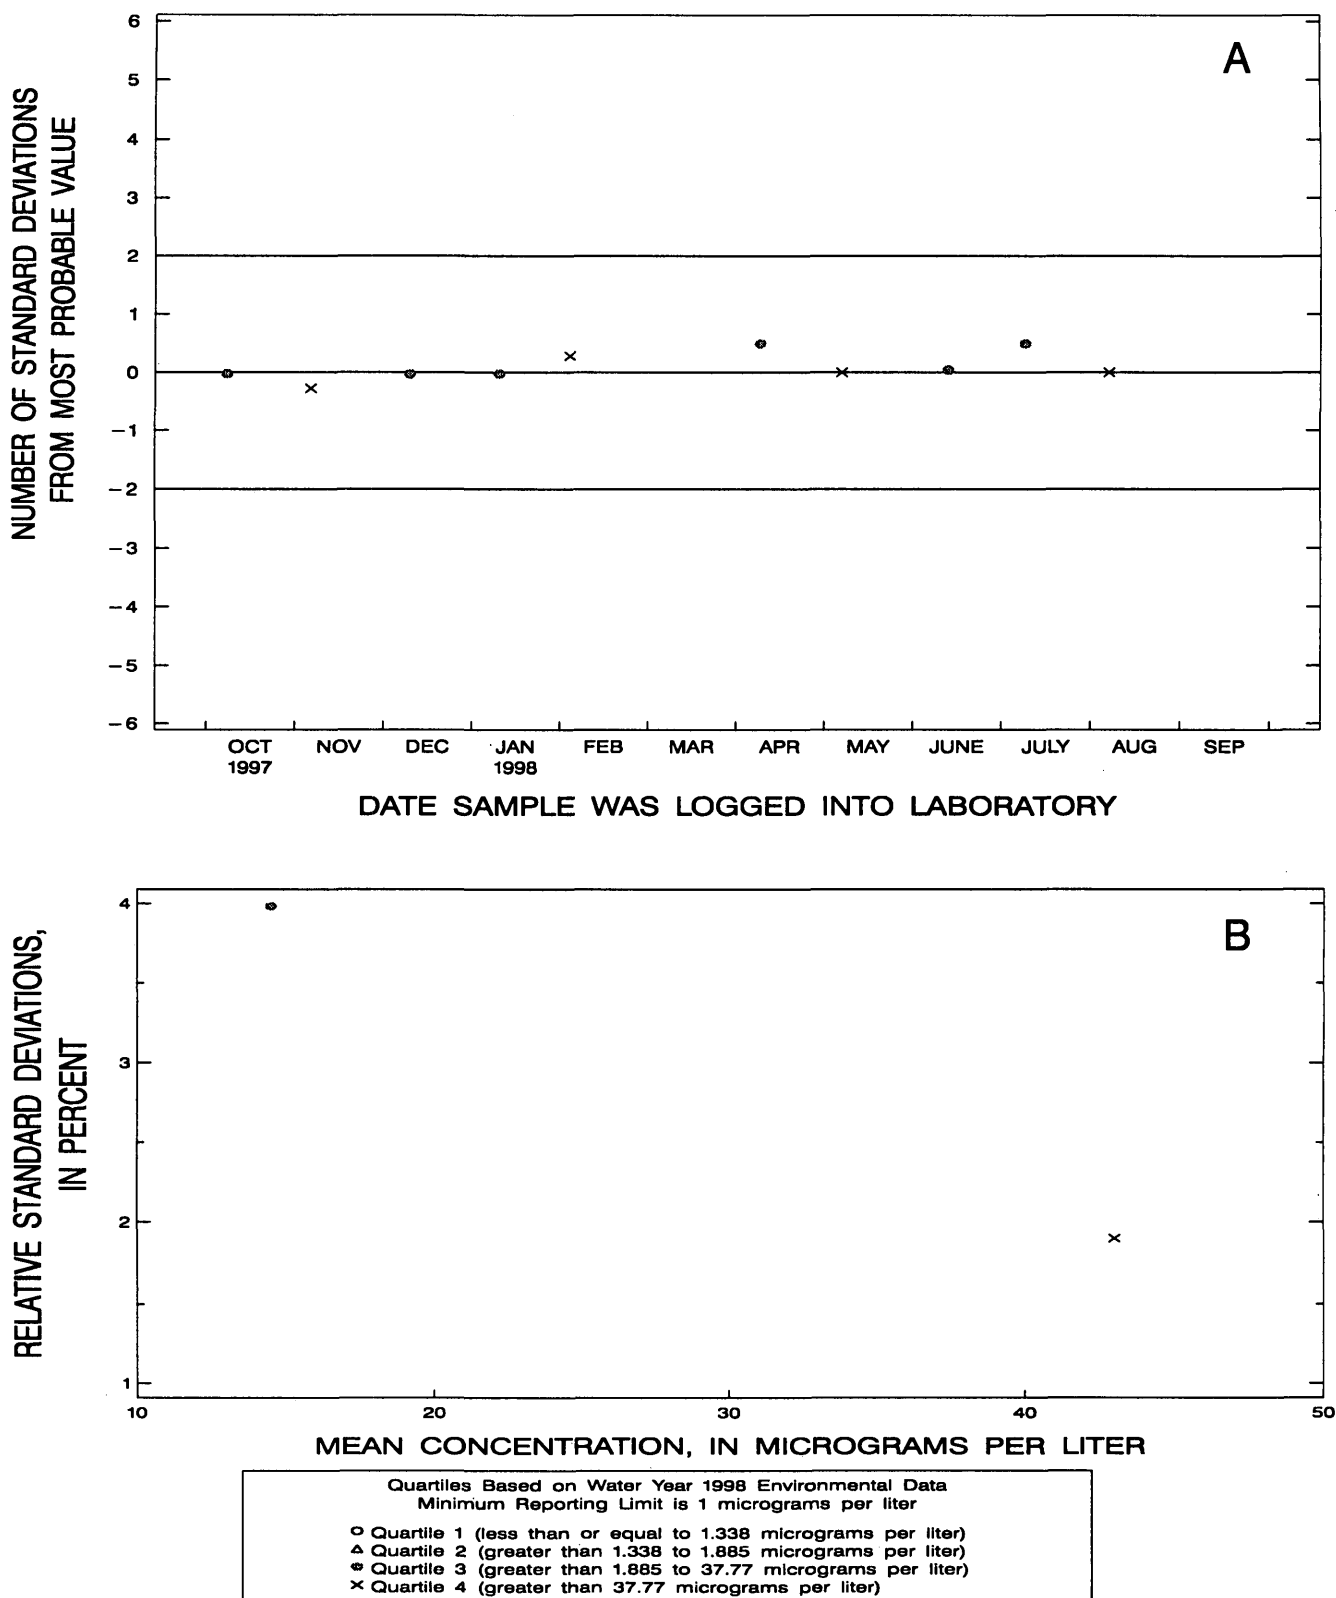 A
NUMBER OF STANDARD DEVIATIONS
FROM MOST PROBABLE VALUE
6
5
4
3
2
1
0
−1
−2
−3
−4
−5
−6
OCT NOV DEC JAN FEB MAR APR MAY JUNE JULY AUG SEP
1997 1998
DATE SAMPLE WAS LOGGED INTO LABORATORY
B
RELATIVE STANDARD DEVIATIONS,
IN PERCENT
4
3
2
1
10 20 30 40 50
MEAN CONCENTRATION, IN MICROGRAMS PER LITER
Quartiles Based on Water Year 1998 Environmental Data
Minimum Reporting Limit is 1 micrograms per liter
Quartile 1 (less than or equal to 1.338 micrograms per liter)
Quartile 2 (greater than 1.338 to 1.885 micrograms per liter)
Quartile 3 (greater than 1.885 to 37.77 micrograms per liter)
Quartile 4 (greater than 37.77 micrograms per liter)